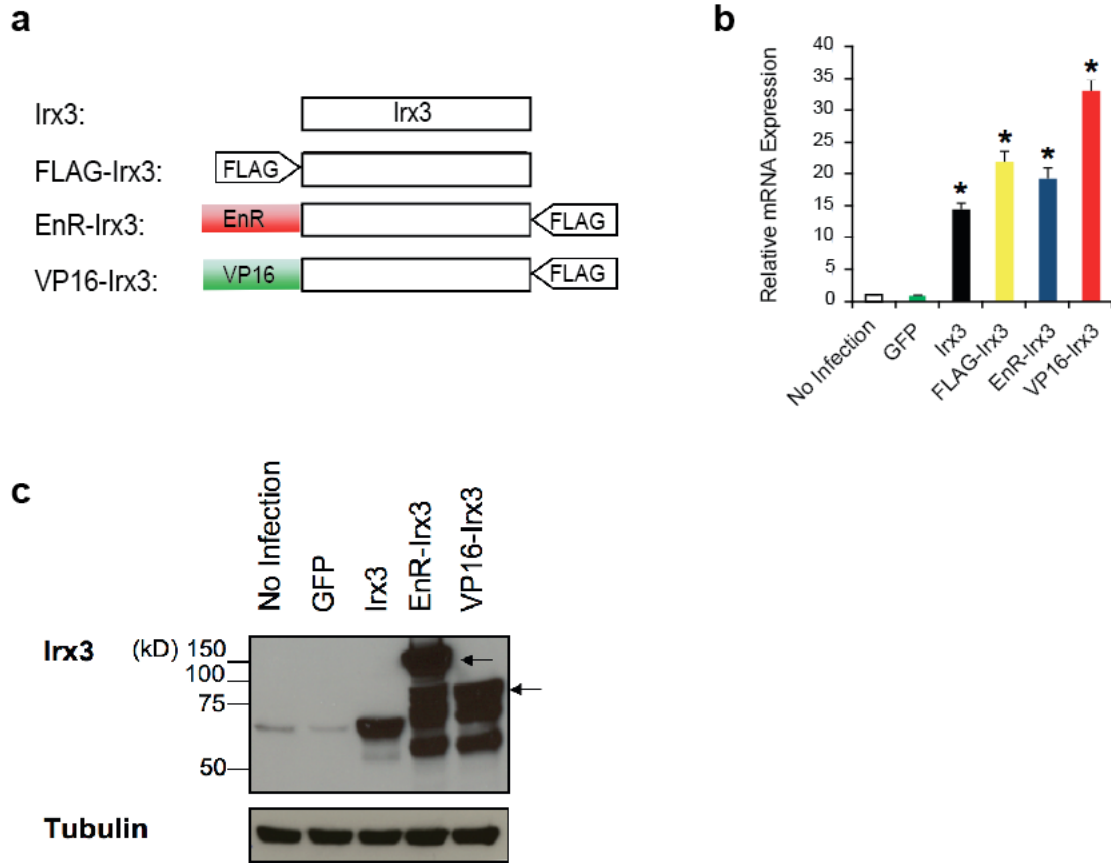 a
Irx3:
Irx3
FLAG-Irx3:
FLAG
EnR-Irx3:
EnR
FLAG
VP16-Irx3:
VP16
FLAG
b
Relative mRNA Expression
40
35
30
25
20
15
10
5
0
*
*
*
*
No Infection
GFP
Irx3
FLAG-Irx3
EnR-Irx3
VP16-Irx3
c
No Infection
GFP
Irx3
EnR-Irx3
VP16-Irx3
Irx3 (kD) 150
100
75
50
Tubulin